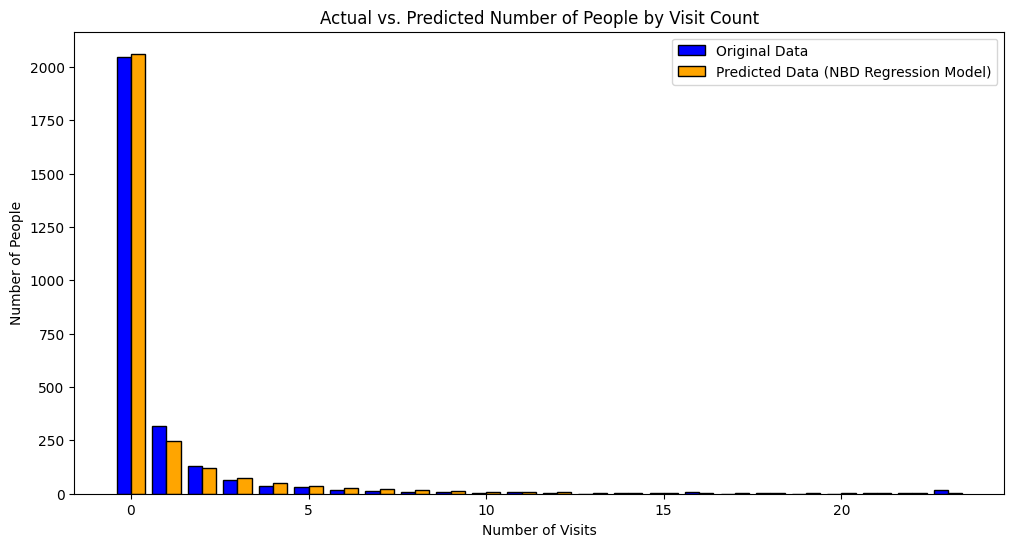 Actual vs. Predicted Number of People by Visit Count
Original Data
Predicted Data (NBD Regression Model)
2000
1750
1500
1250
1000
750
500
250
0
Number of People
0 5 10 15 20
Number of Visits